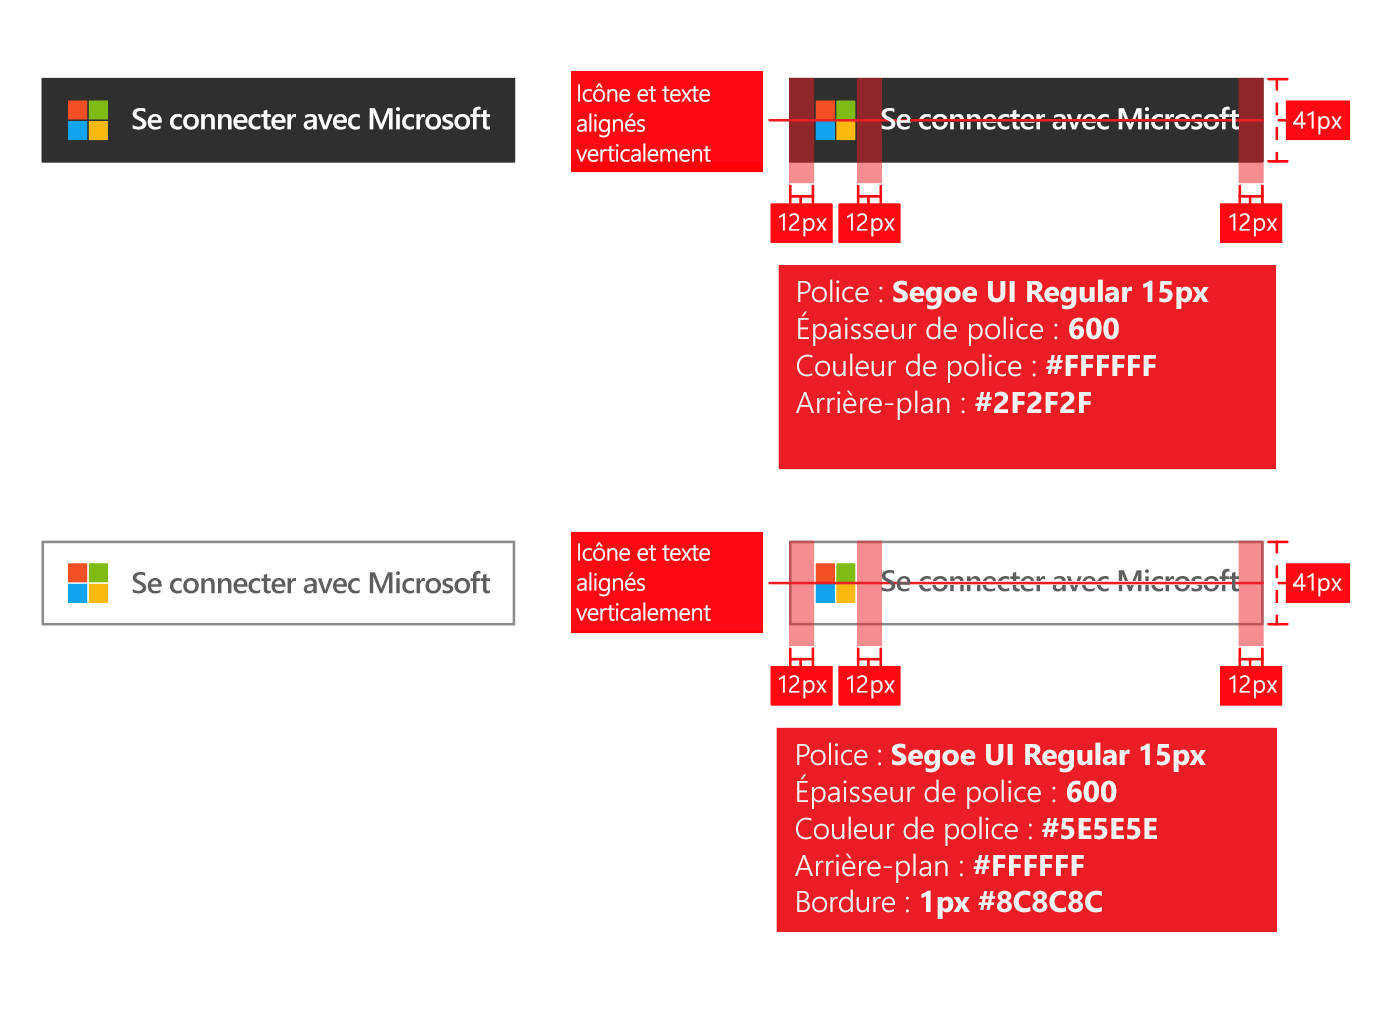 Se connecter avec Microsoft
Icône et texte
alignés
verticalement
Se connecter avec Microsoft
41px
12px
12px
12px
Police : Segoe UI Regular 15px
Épaisseur de police : 600
Couleur de police : #FFFFFF
Arrière-plan : #2F2F2F
Se connecter avec Microsoft
Icône et texte
alignés
verticalement
Se connecter avec Microsoft
41px
12px
12px
12px
Police : Segoe UI Regular 15px
Épaisseur de police : 600
Couleur de police : #5E5E5E
Arrière-plan : #FFFFFF
Bordure : 1px #8C8C8C